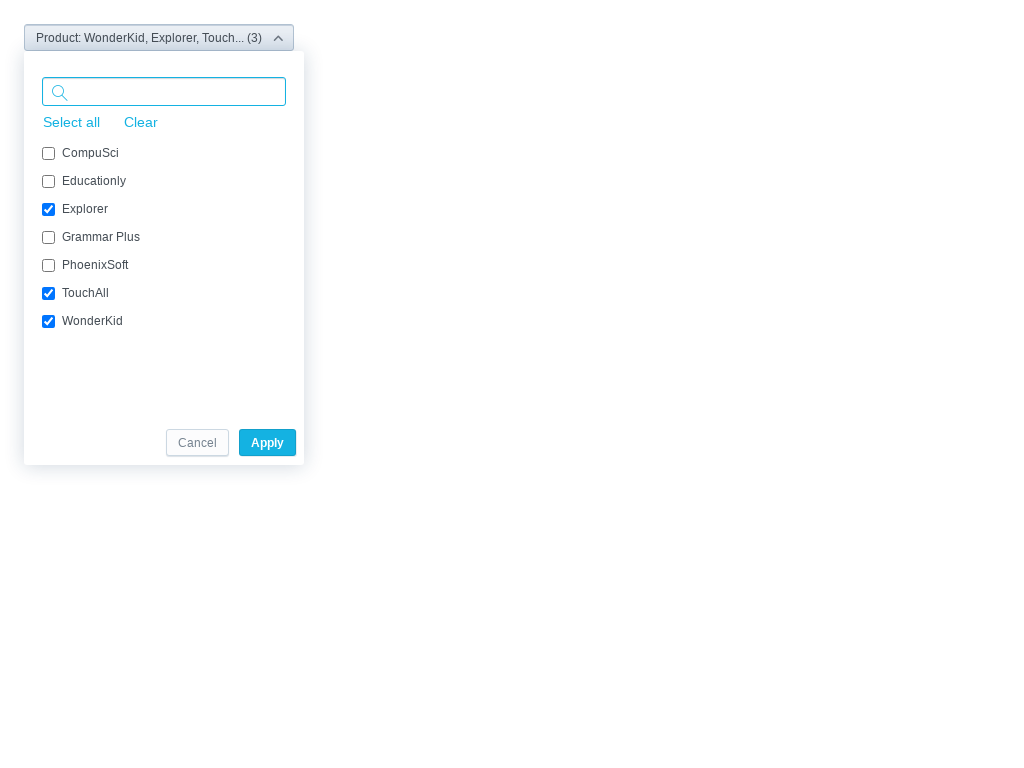 Product: WonderKid, Explorer, Touch... (3)
Select all Clear
CompuSci
Educationly
Explorer
Grammar Plus
PhoenixSoft
TouchAll
WonderKid
Cancel Apply